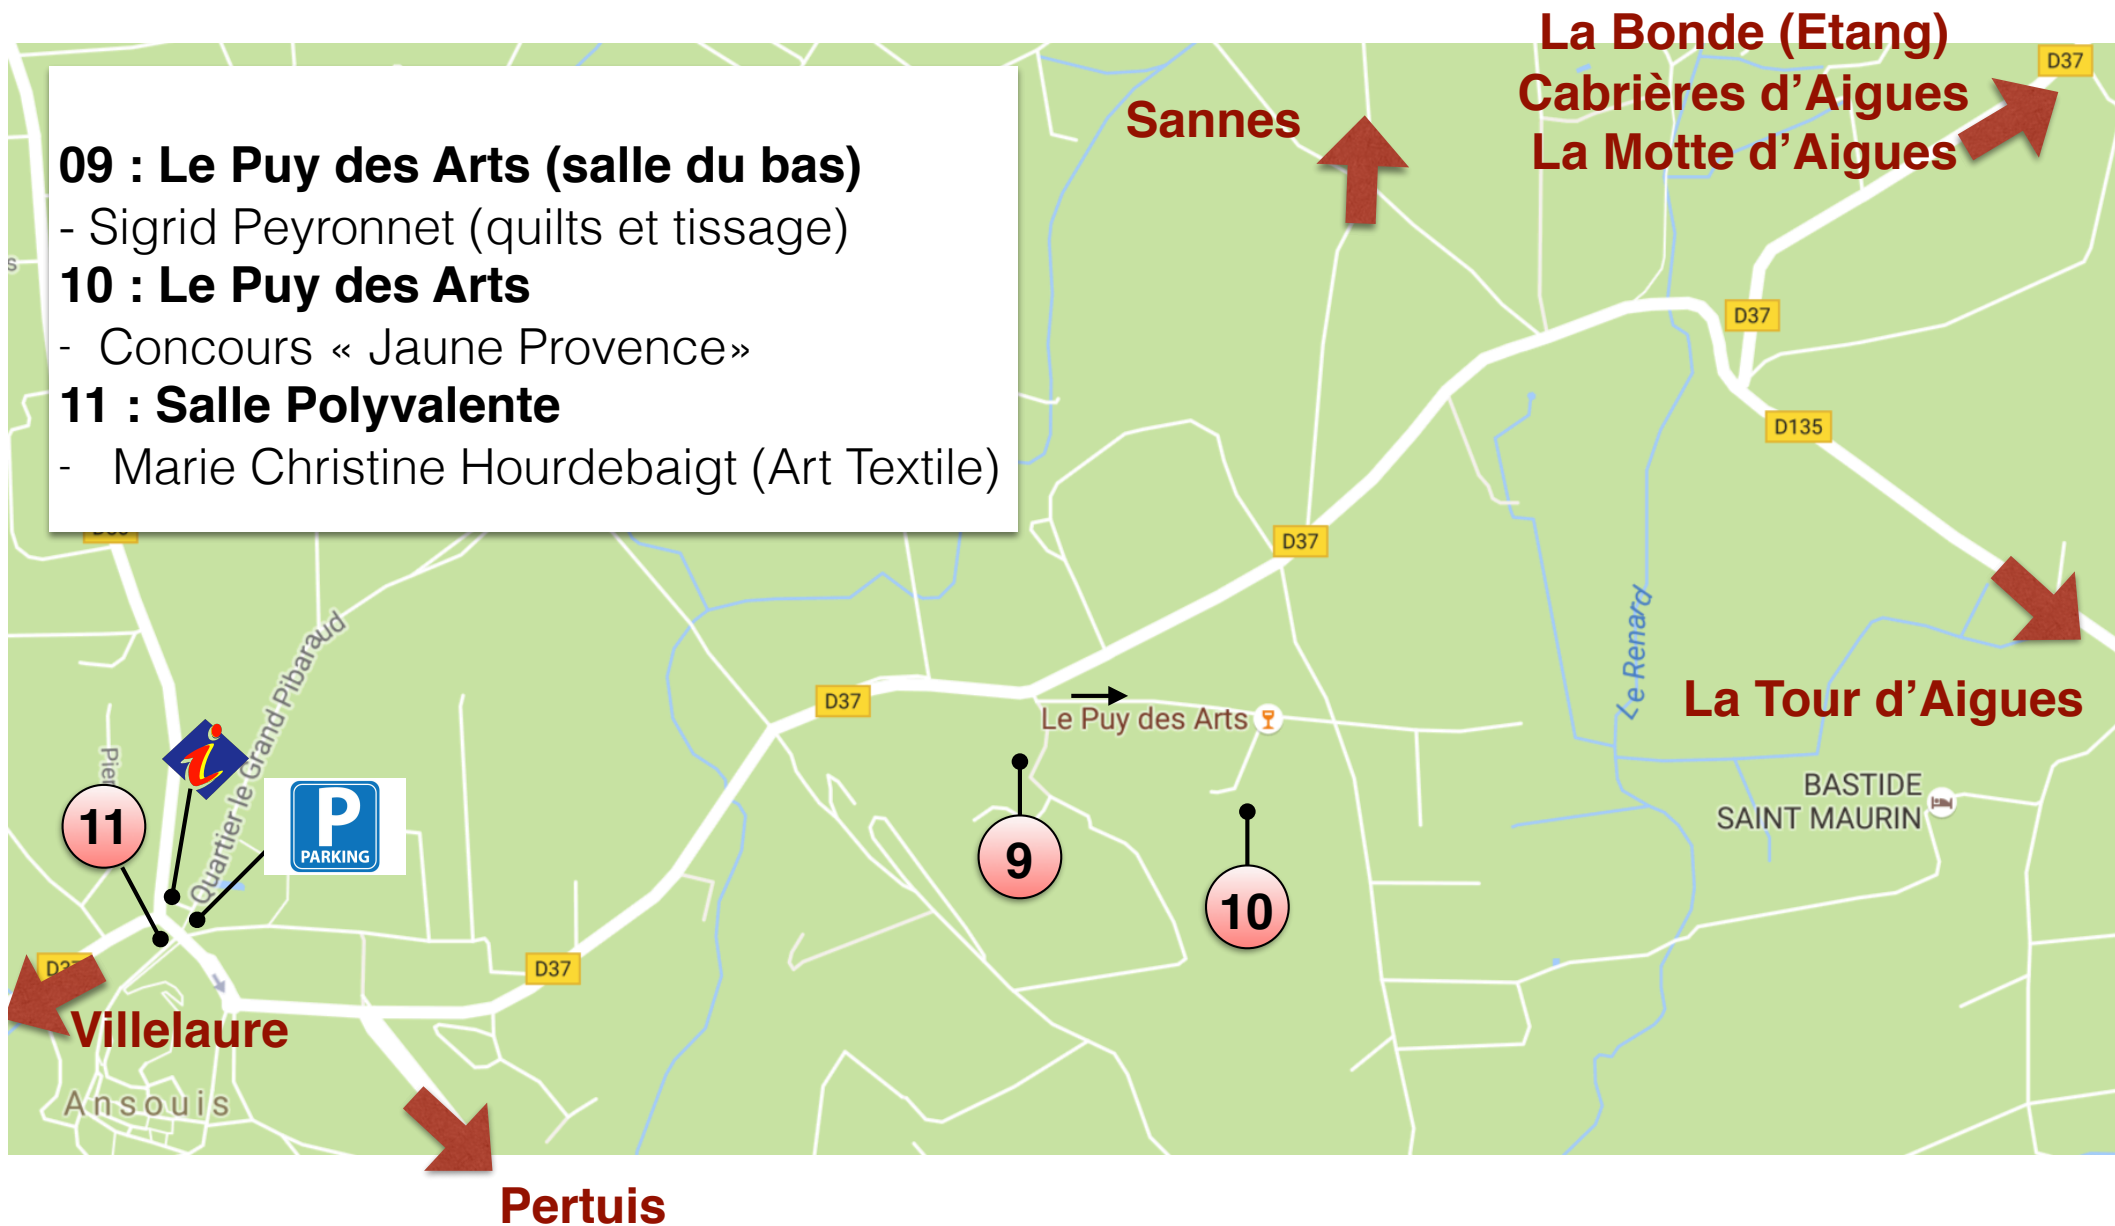 La Bonde (Etang)
Cabrières d’Aigues
La Motte d’Aigues
D37
Sannes
09 : Le Puy des Arts (salle du bas)
- Sigrid Peyronnet (quilts et tissage)
10 : Le Puy des Arts
- Concours « Jaune Provence»
11 : Salle Polyvalente
- Marie Christine Hourdebaigt (Art Textile)
D37
D135
D37
Le Renard
Quartier le Grand Pibaraud
D37
Le Puy des Arts
La Tour d’Aigues
BASTIDE
SAINT MAURIN
i
P
PARKING
11
9
10
D37
D37
Villelaure
Ansouis
Pertuis